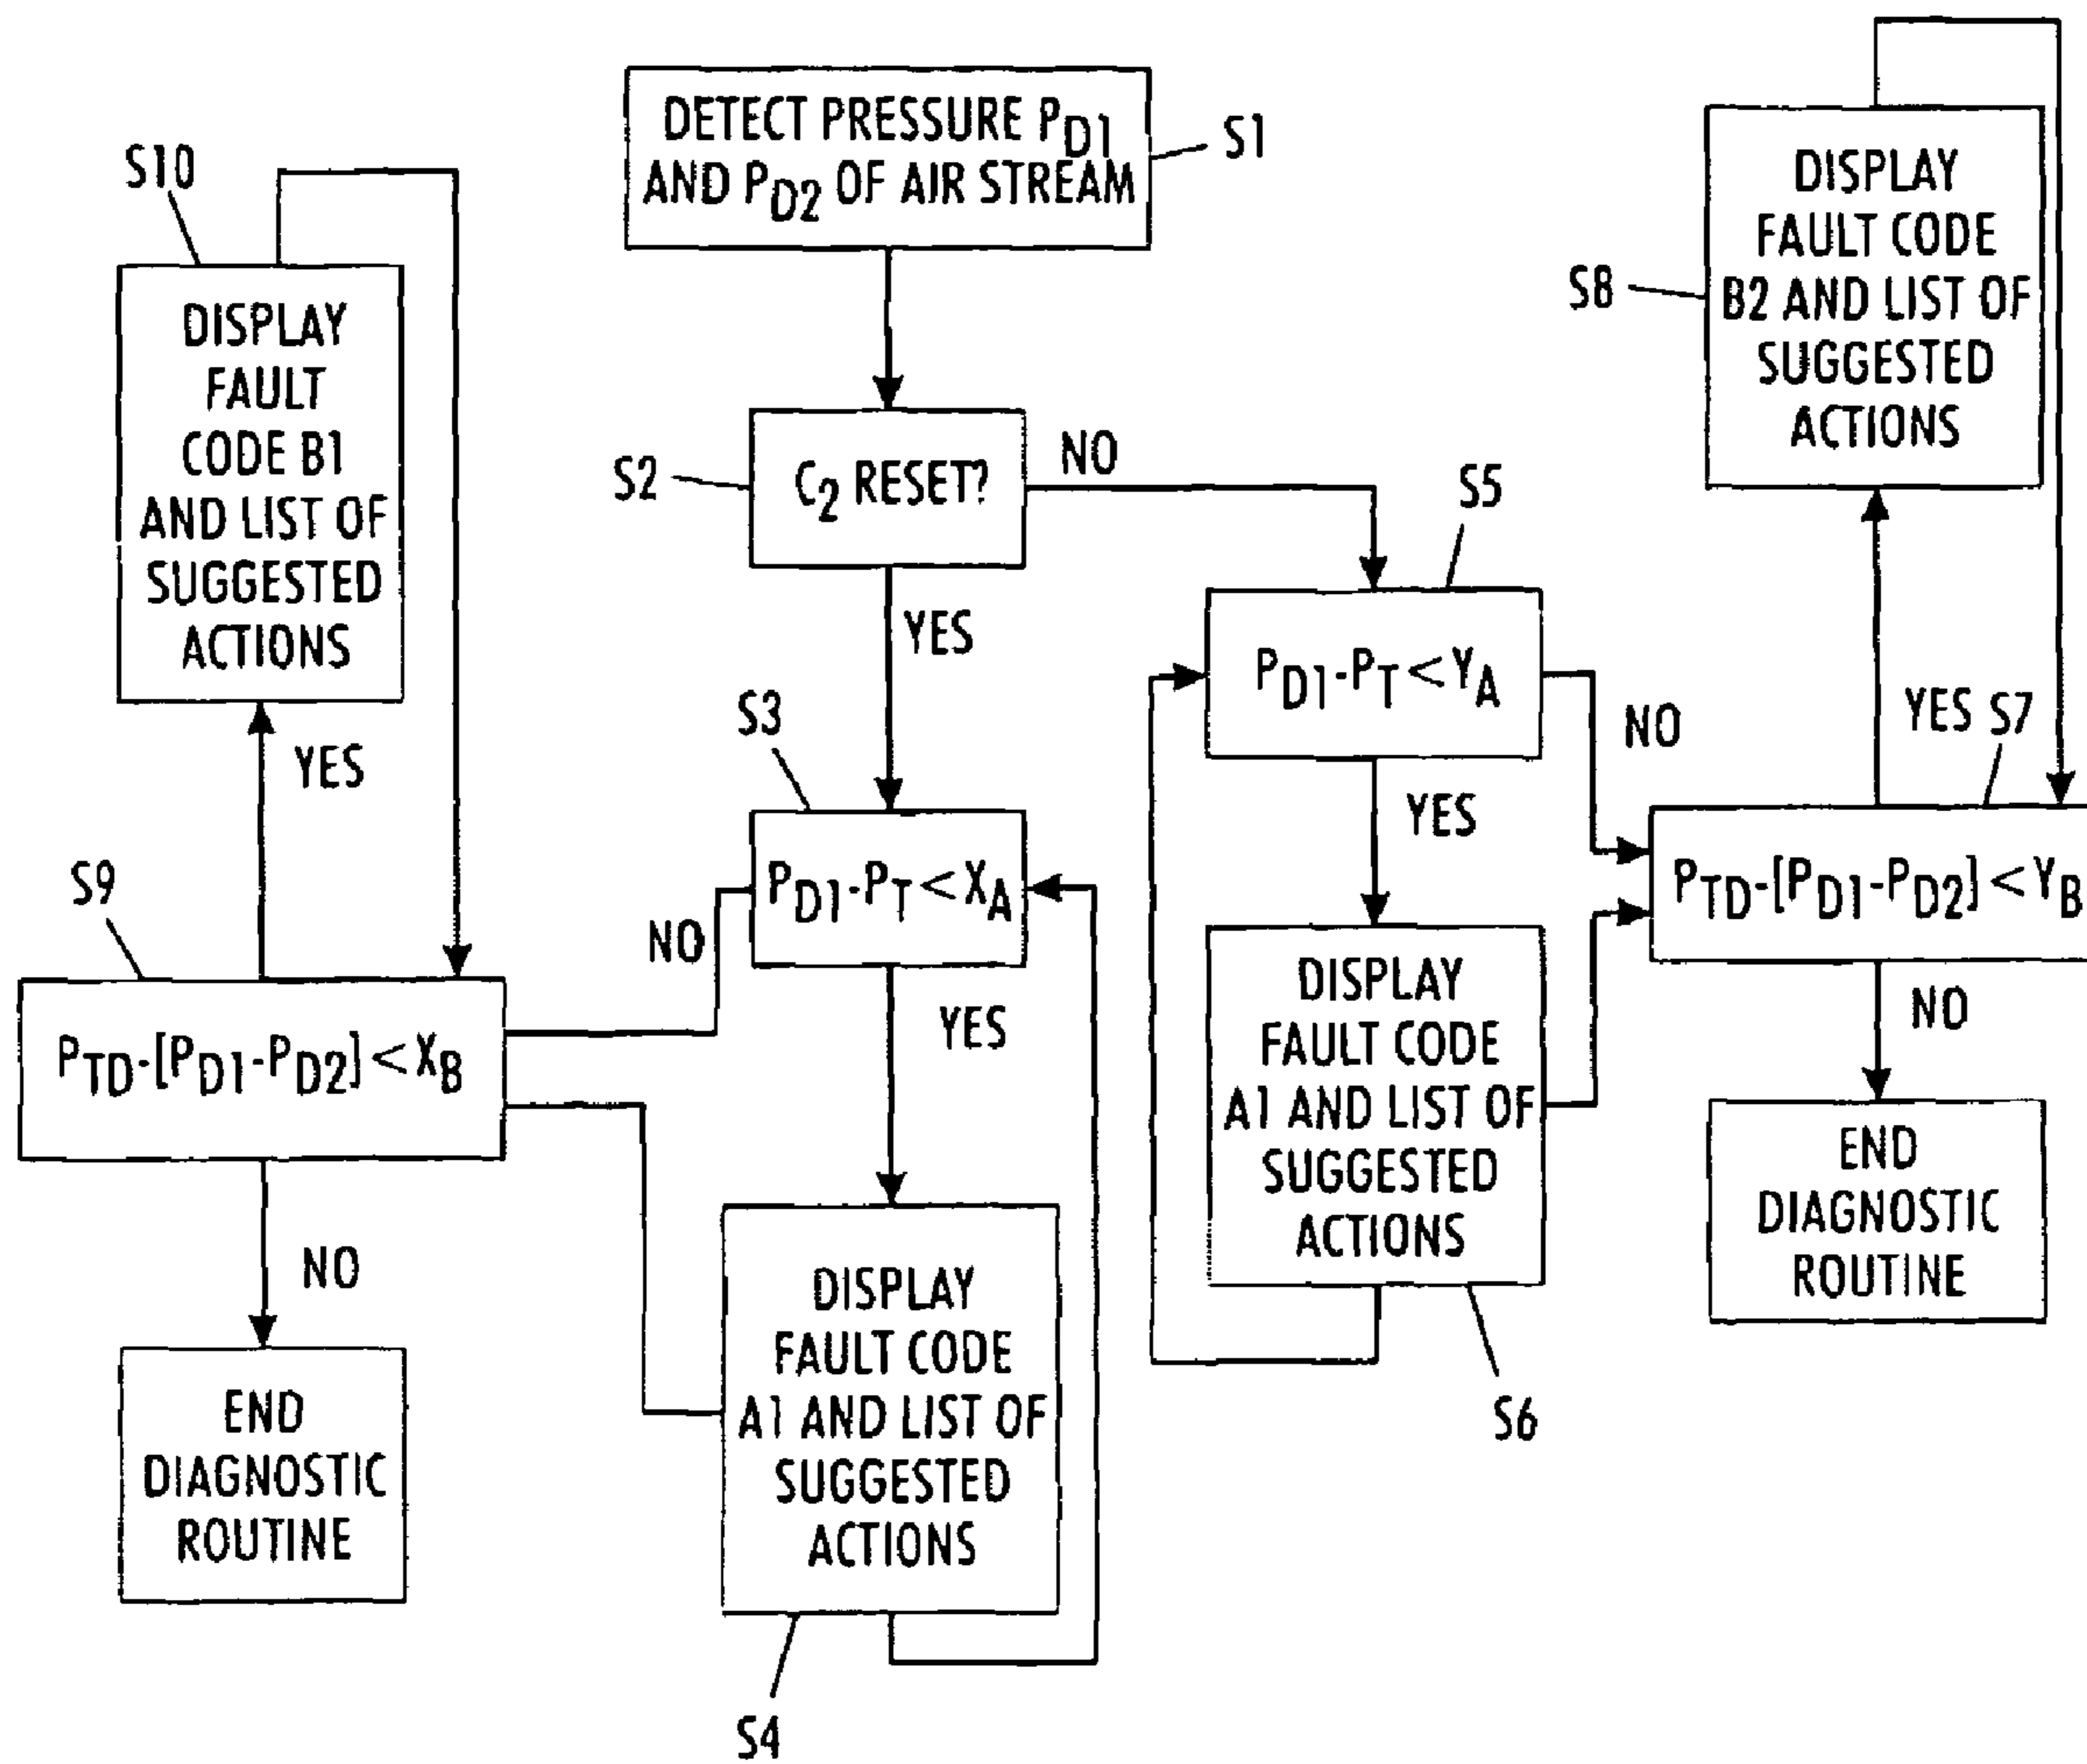 DETECT PRESSURE PD1
AND PD2 OF AIR STREAM
S1
S10
DISPLAY
FAULT
CODE B1
AND LIST OF
SUGGESTED
ACTIONS
YES
S9
PTD-[PD1-PD2] < XB
NO
END
DIAGNOSTIC
ROUTINE
S2
C2 RESET?
NO
YES
S3
PD1-PT < XA
NO
YES
DISPLAY
FAULT CODE
A1 AND LIST OF
SUGGESTED
ACTIONS
S4
S5
PD1-PT < YA
NO
YES
DISPLAY
FAULT CODE
A1 AND LIST OF
SUGGESTED
ACTIONS
S6
S8
DISPLAY
FAULT CODE
B2 AND LIST OF
SUGGESTED
ACTIONS
YES S7
PTD-[PD1-PD2] < YB
NO
END
DIAGNOSTIC
ROUTINE